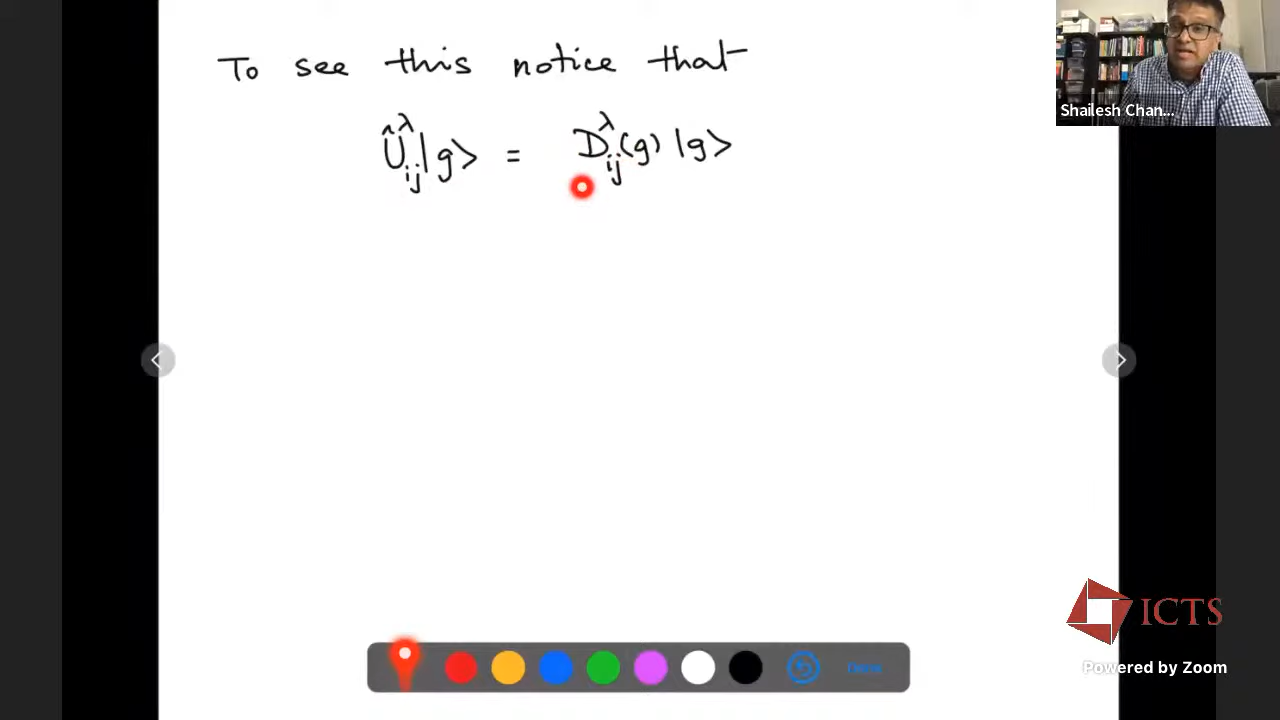 To see this notice that
Û^λ_ij |g> = D^λ_ij(g) |g>
Shailesh Chan...
ICTS
Powered by Zoom